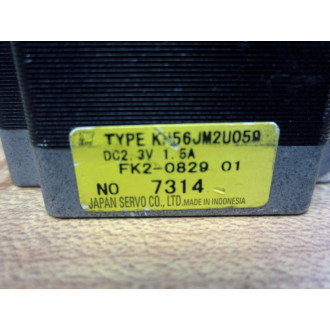 TYPE KH56JM2U059
DC2.3V 1.5A
FK2-0829 01
NO 7314
JAPAN SERVO CO., LTD. MADE IN INDONESIA